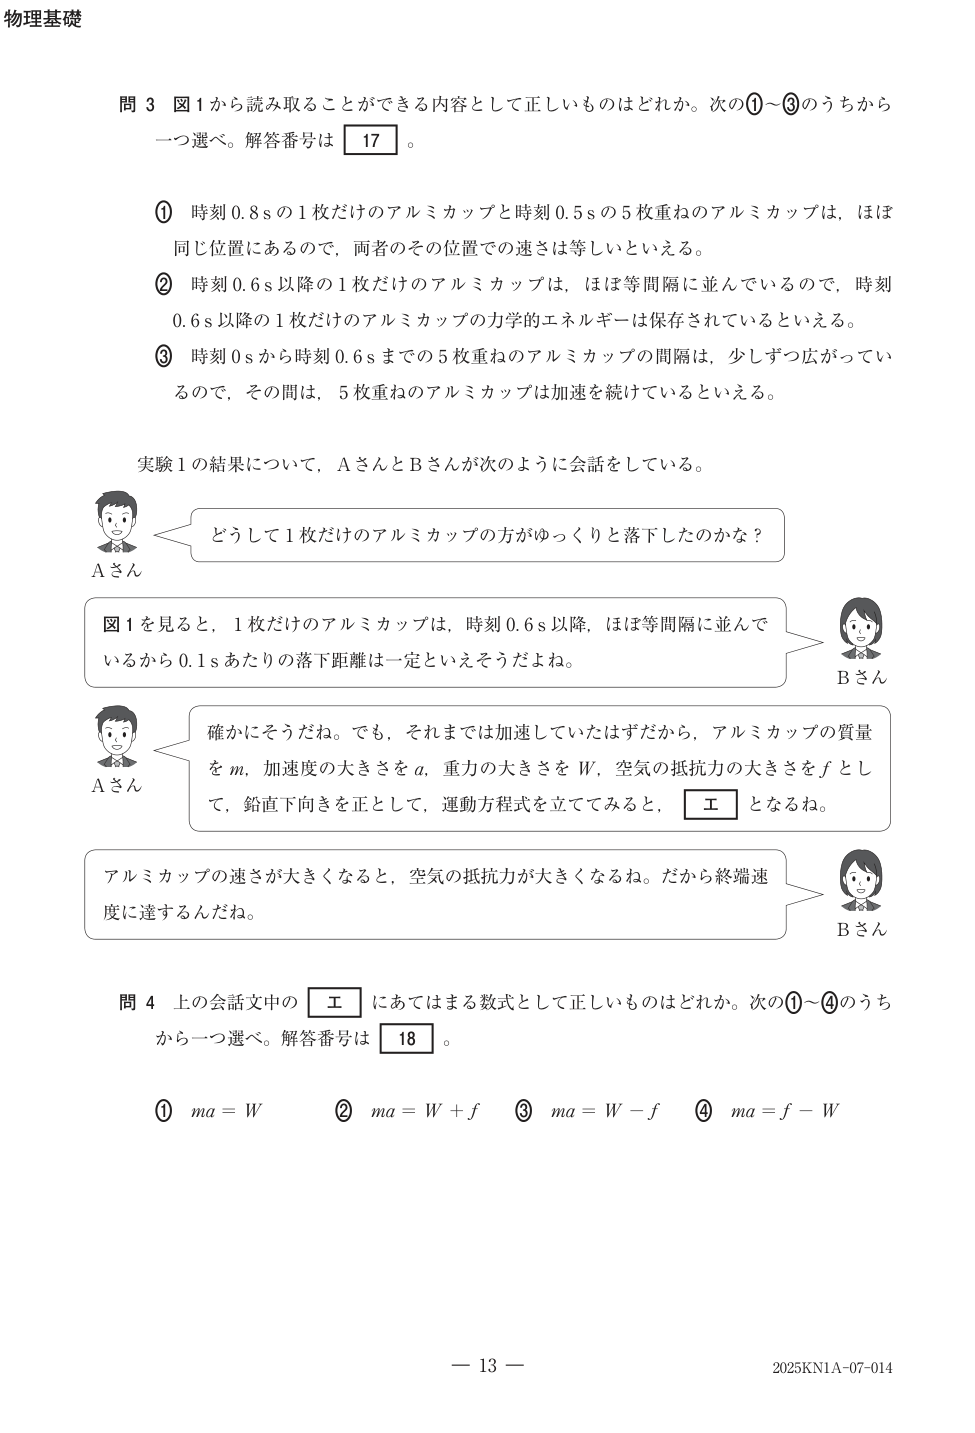 物理基礎
問 3 図1から読み取ることができる内容として正しいものはどれか。次の①～③のうちから
一つ選べ。解答番号は 17 。
① 時刻0.8sの1枚だけのアルミカップと時刻0.5sの5枚重ねのアルミカップは，ほぼ
同じ位置にあるので，両者のその位置での速さは等しいといえる。
② 時刻0.6s以降の1枚だけのアルミカップは，ほぼ等間隔に並んでいるので，時刻
0.6s以降の1枚だけのアルミカップの力学的エネルギーは保存されているといえる。
③ 時刻0sから時刻0.6sまでの5枚重ねのアルミカップの間隔は，少しずつ広がってい
るので，その間は，5枚重ねのアルミカップは加速を続けているといえる。
実験1の結果について，AさんとBさんが次のように会話をしている。
どうして1枚だけのアルミカップの方がゆっくりと落下したのかな？
Aさん
図1を見ると，1枚だけのアルミカップは，時刻0.6s以降，ほぼ等間隔に並んで
いるから0.1sあたりの落下距離は一定といえそうだよね。
Bさん
確かにそうだね。でも，それまでは加速していたはずだから，アルミカップの質量
をm，加速度の大きさをa，重力の大きさをW，空気の抵抗力の大きさをfとし
て，鉛直下向きを正として，運動方程式を立ててみると， エ となるね。
Aさん
アルミカップの速さが大きくなると，空気の抵抗力が大きくなるね。だから終端速
度に達するんだね。
Bさん
問 4 上の会話文中の エ にあてはまる数式として正しいものはどれか。次の①～④のうち
から一つ選べ。解答番号は 18 。
① ma = W ② ma = W + f ③ ma = W − f ④ ma = f − W
— 13 —
2025KN1A-07-014